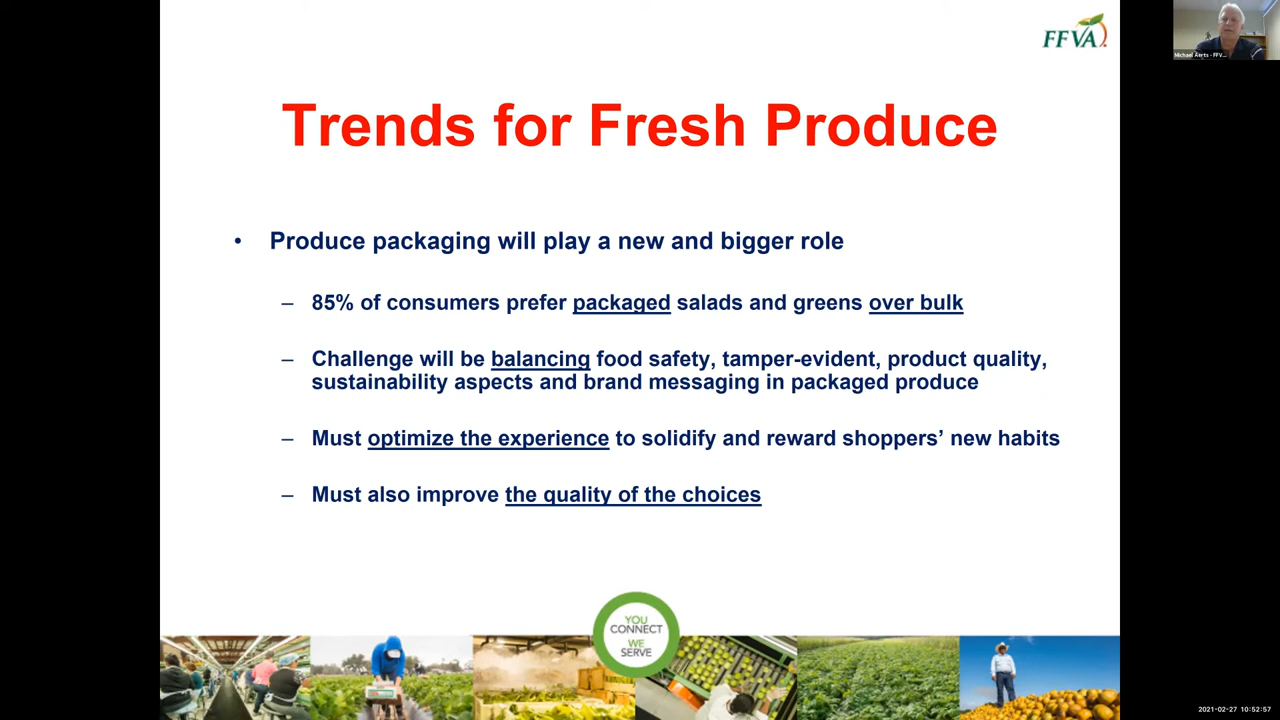 FFVA
Michael Aerts - FFV...
Trends for Fresh Produce
• Produce packaging will play a new and bigger role
– 85% of consumers prefer packaged salads and greens over bulk
– Challenge will be balancing food safety, tamper-evident, product quality,
sustainability aspects and brand messaging in packaged produce
– Must optimize the experience to solidify and reward shoppers’ new habits
– Must also improve the quality of the choices
YOU
CONNECT
WE
SERVE
2021-02-27 10:52:57